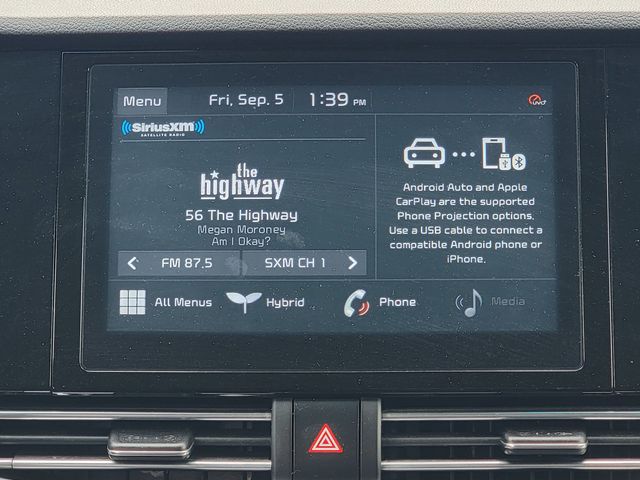 Menu
Fri, Sep. 5
1:39 PM
UVO
((SiriusXM))
SATELLITE RADIO
the
highway
56 The Highway
Megan Moroney
Am I Okay?
FM 87.5
SXM CH 1
Android Auto and Apple
CarPlay are the supported
Phone Projection options.
Use a USB cable to connect a
compatible Android phone or
iPhone.
All Menus
Hybrid
Phone
Media